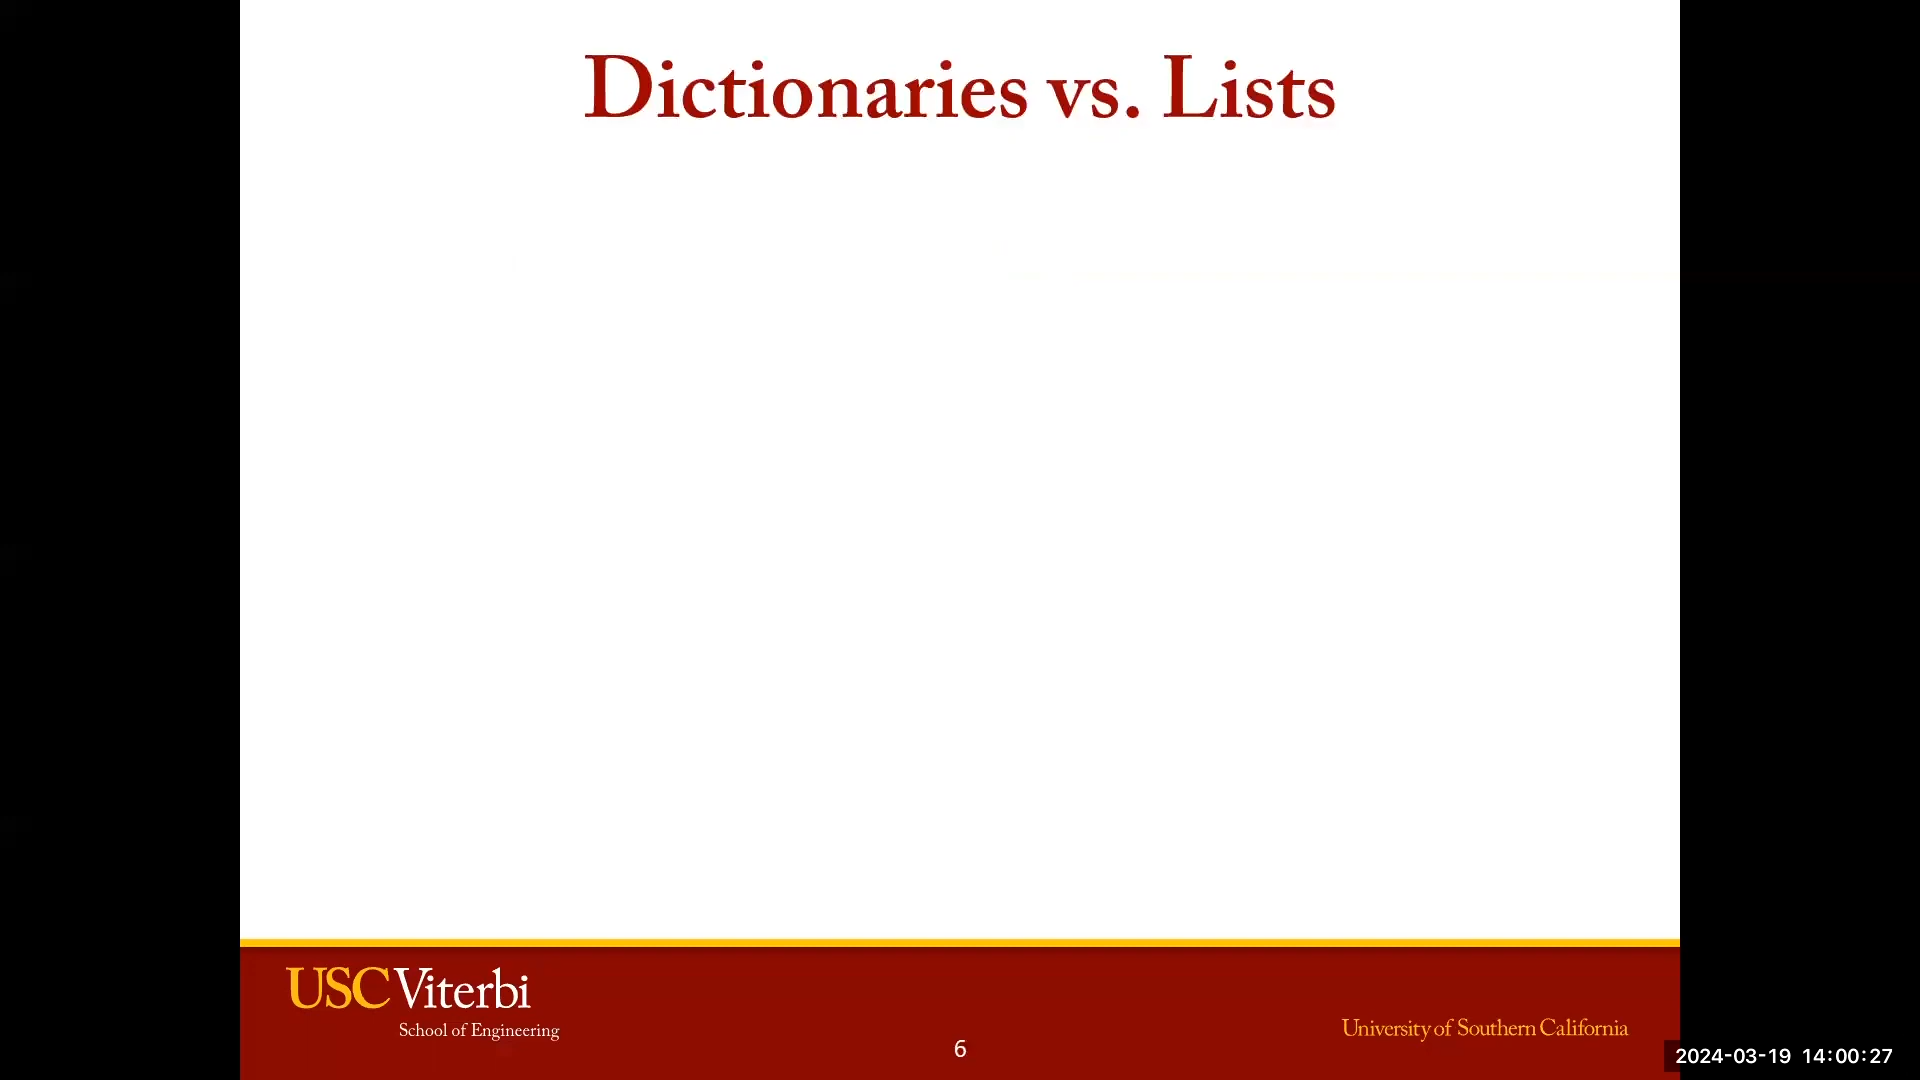 Dictionaries vs. Lists
USC Viterbi
School of Engineering
University of Southern California
6
2024-03-19 14:00:27